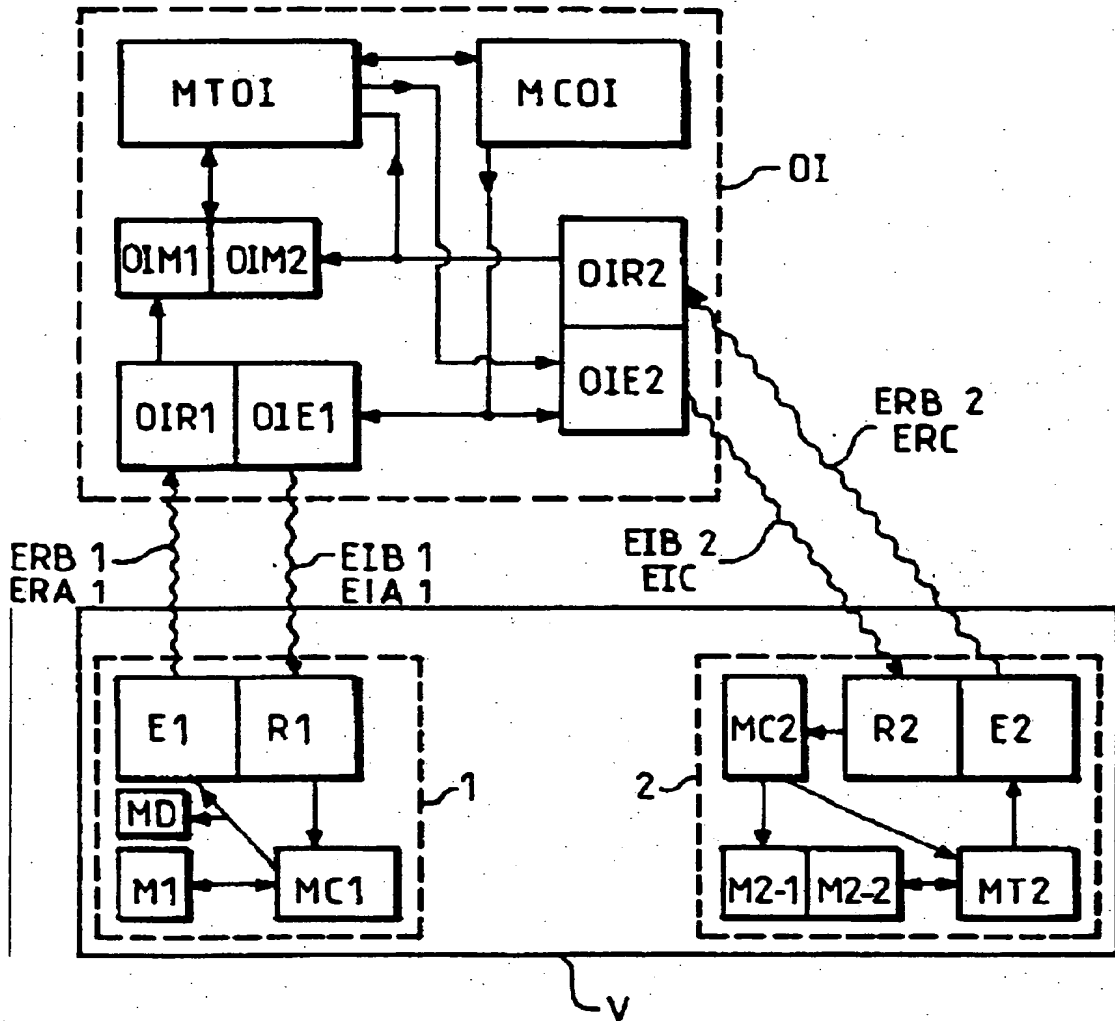 MTOI
MCOI
OI
OIM1 OIM2
OIR2
OIE2
OIR1 OIE1
ERB 2
ERC
ERB 1
ERA 1
EIB 1
EIA 1
EIB 2
EIC
E1 R1
MC2 R2 E2
1
2
MD
M1 MC1
M2-1 M2-2 MT2
V